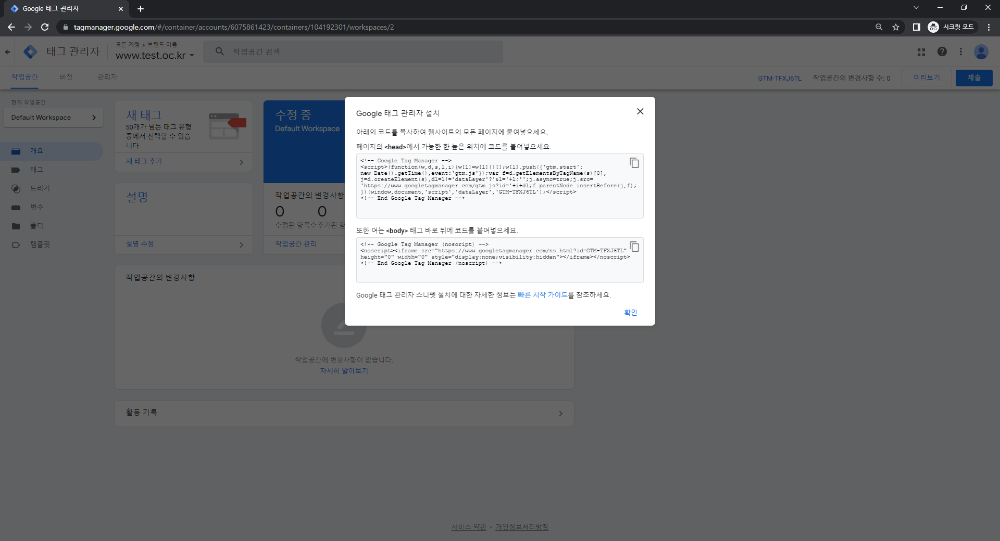 Google 태그 관리자
tagmanager.google.com/#/container/accounts/6075861423/containers/104192301/workspaces/2
시크릿 모드
태그 관리자
모든 계정 > 브랜드 이름
www.test.oc.kr
작업공간 검색
작업공간
버전
관리자
GTM-TFXJ6TL
작업공간의 변경사항 수: 0
미리보기
제출
현재 작업공간
Default Workspace
개요
태그
트리거
변수
폴더
템플릿
새 태그
50개가 넘는 태그 유형
중에서 선택할 수 있습
니다.
새 태그 추가
설명
설명 수정
수정 중
Default Workspace
작업공간의 변경사항
0
0
수정된 항목수
추가된 항
작업공간 관리
Google 태그 관리자 설치
아래의 코드를 복사하여 웹사이트의 모든 페이지에 붙여넣으세요.
페이지의 <head>에서 가능한 한 높은 위치에 코드를 붙여넣으세요.
<!-- Google Tag Manager -->
<script>(function(w,d,s,l,i){w[l]=w[l]||[];w[l].push({'gtm.start':
new Date().getTime(),event:'gtm.js'});var f=d.getElementsByTagName(s)[0],
j=d.createElement(s),dl=l!='dataLayer'?'&l='+l:'';j.async=true;j.src=
'https://www.googletagmanager.com/gtm.js?id='+i+dl;f.parentNode.insertBefore(j,f);
})(window,document,'script','dataLayer','GTM-TFXJ6TL');</script>
<!-- End Google Tag Manager -->
또한 여는 <body> 태그 바로 뒤에 코드를 붙여넣으세요.
<!-- Google Tag Manager (noscript) -->
<noscript><iframe src="https://www.googletagmanager.com/ns.html?id=GTM-TFXJ6TL"
height="0" width="0" style="display:none;visibility:hidden"></iframe></noscript>
<!-- End Google Tag Manager (noscript) -->
Google 태그 관리자 스니펫 설치에 대한 자세한 정보는 빠른 시작 가이드를 참조하세요.
확인
작업공간의 변경사항
작업공간에 변경사항이 없습니다.
자세히 알아보기
활동 기록
서비스 약관 · 개인정보처리방침